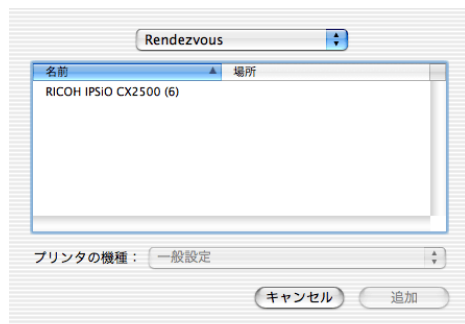 Rendezvous
名前 場所
RICOH IPSiO CX2500 (6)
プリンタの機種： 一般設定
キャンセル 追加